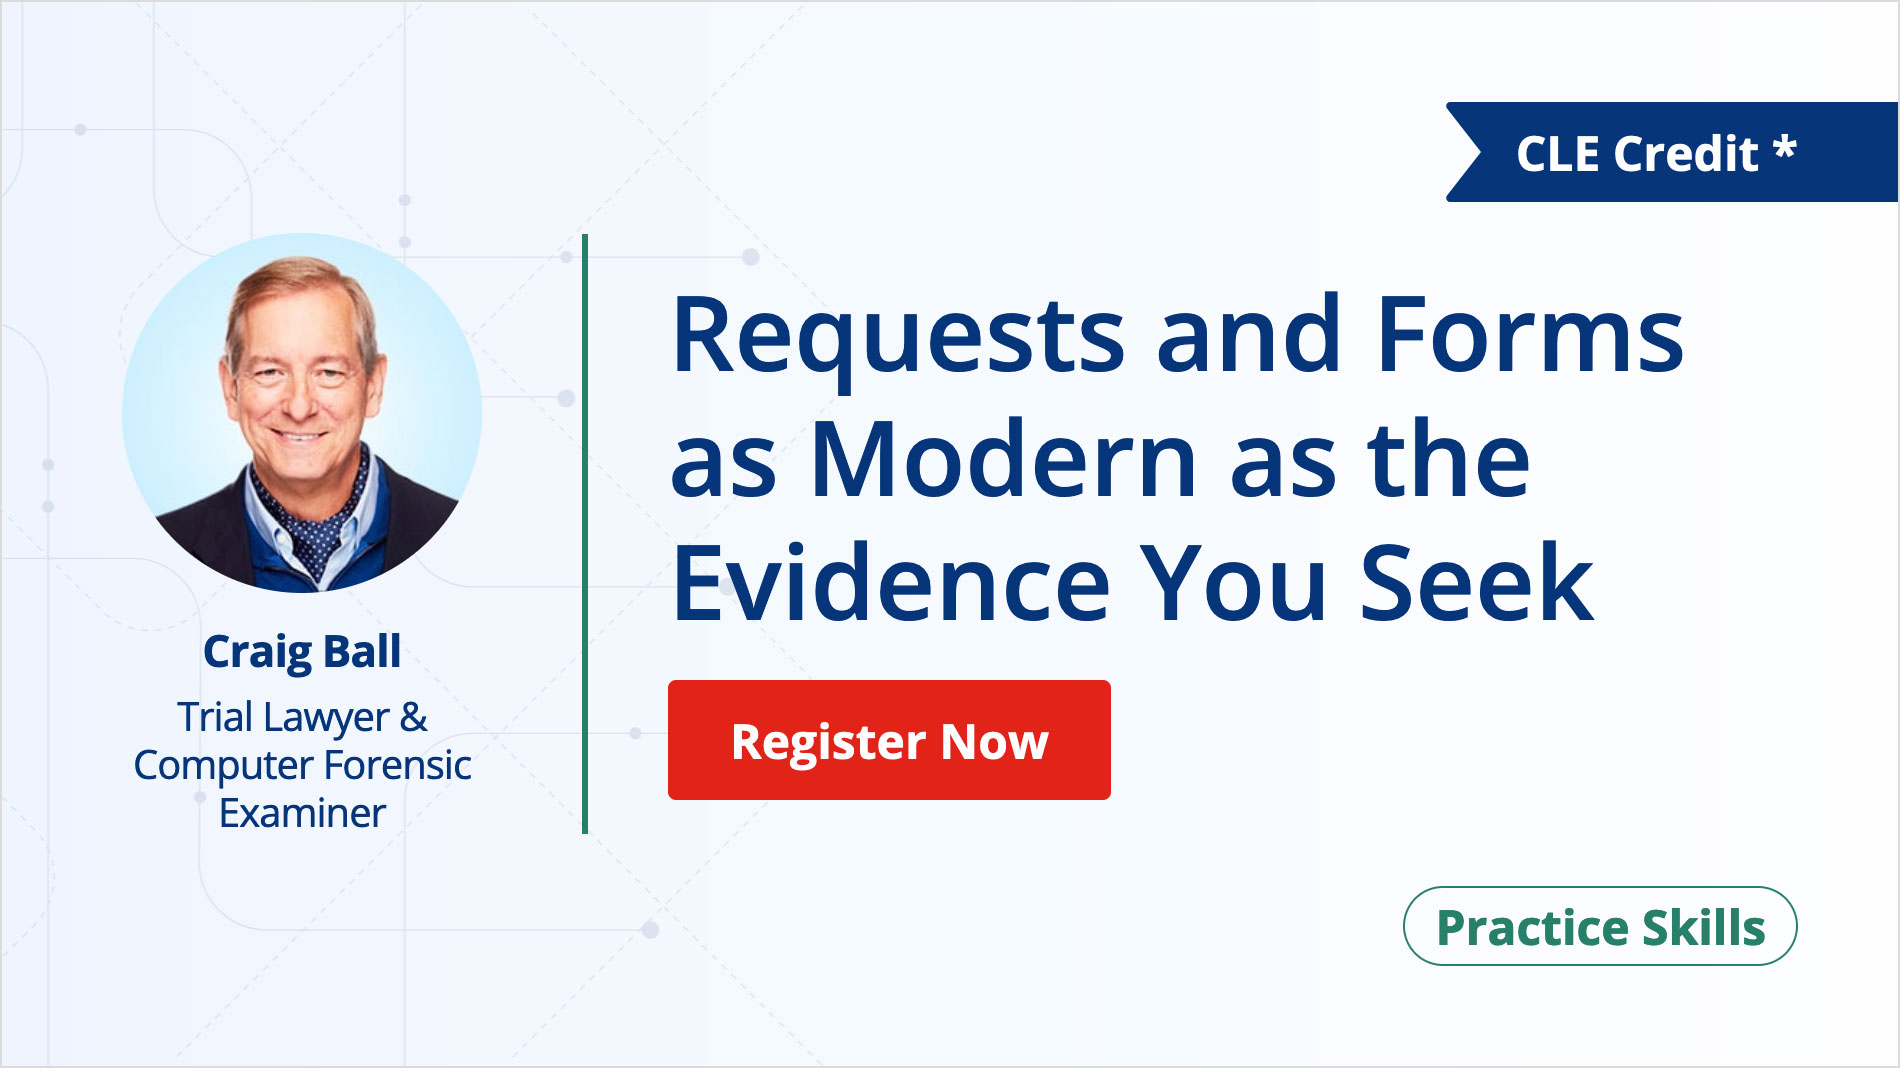 CLE Credit *
Requests and Forms
as Modern as the
Evidence You Seek
Craig Ball
Trial Lawyer &
Computer Forensic
Examiner
Register Now
Practice Skills